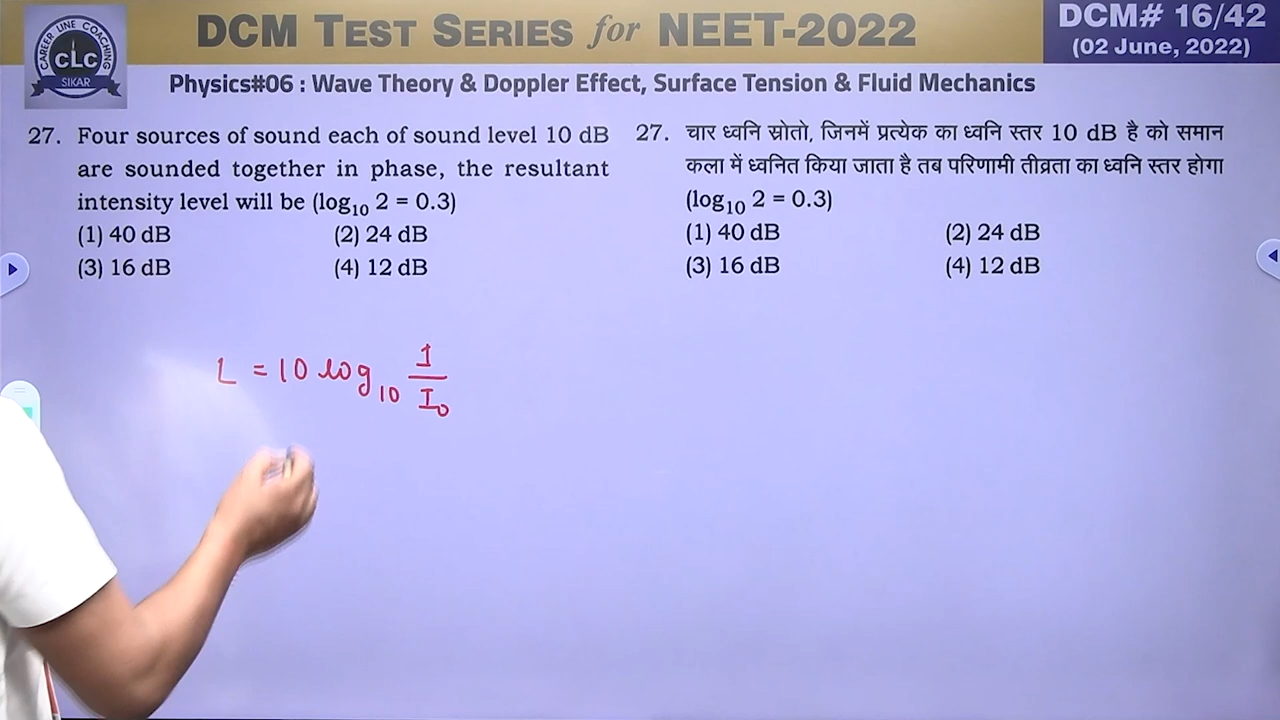 CAREER LINE COACHING
CLC
SIKAR
DCM TEST SERIES for NEET-2022
DCM# 16/42
(02 June, 2022)
Physics#06 : Wave Theory & Doppler Effect, Surface Tension & Fluid Mechanics
27. Four sources of sound each of sound level 10 dB
are sounded together in phase, the resultant
intensity level will be (log₁₀ 2 = 0.3)
(1) 40 dB (2) 24 dB
(3) 16 dB (4) 12 dB
27. चार ध्वनि स्रोतो, जिनमें प्रत्येक का ध्वनि स्तर 10 dB है को समान
कला में ध्वनित किया जाता है तब परिणामी तीव्रता का ध्वनि स्तर होगा
(log₁₀ 2 = 0.3)
(1) 40 dB (2) 24 dB
(3) 16 dB (4) 12 dB
L = 10 log₁₀ I/I₀